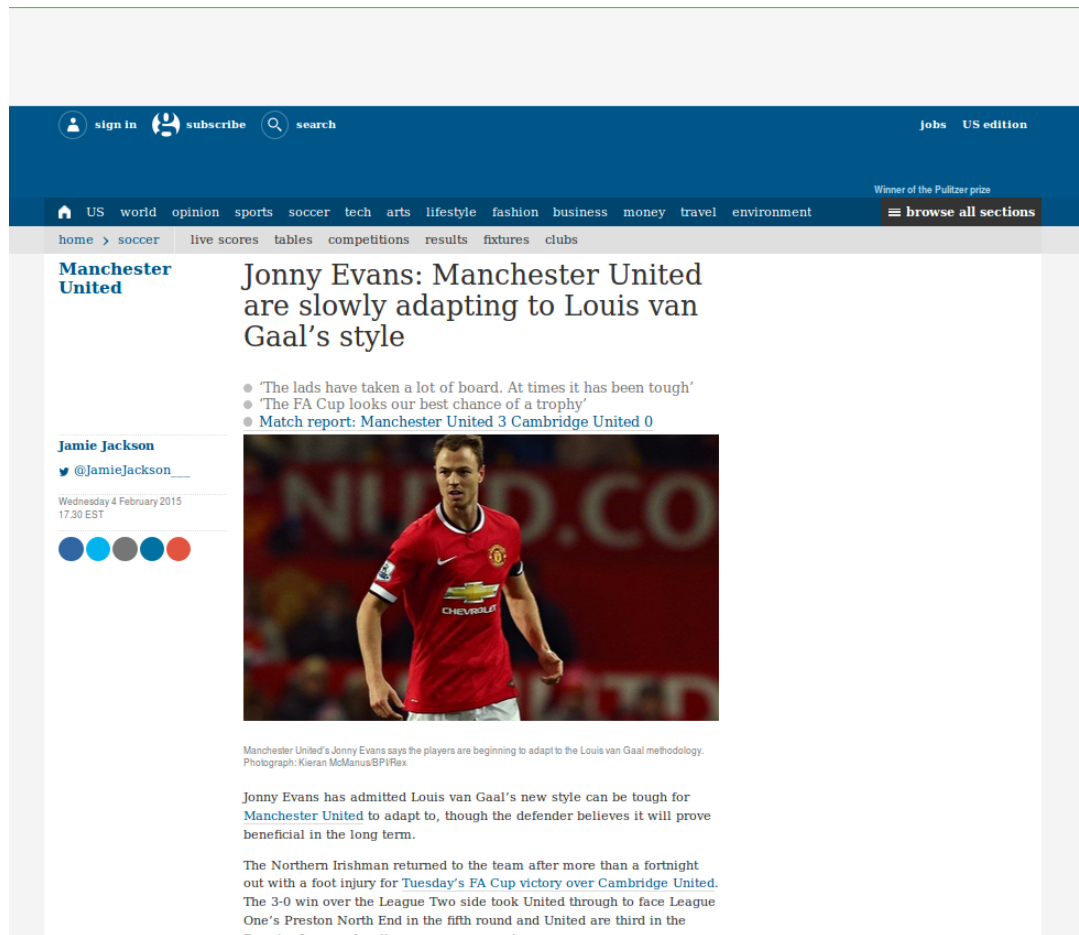 sign in subscribe search jobs US edition
Winner of the Pulitzer prize
US world opinion sports soccer tech arts lifestyle fashion business money travel environment browse all sections
home soccer live scores tables competitions results fixtures clubs
Manchester
United
Jonny Evans: Manchester United
are slowly adapting to Louis van
Gaal’s style
‘The lads have taken a lot of board. At times it has been tough’
‘The FA Cup looks our best chance of a trophy’
Match report: Manchester United 3 Cambridge United 0
Jamie Jackson
@JamieJackson___
Wednesday 4 February 2015
17.30 EST
CHEVROLET
Manchester United’s Jonny Evans says the players are beginning to adapt to the Louis van Gaal methodology.
Photograph: Kieran McManus/BPI/Rex
Jonny Evans has admitted Louis van Gaal’s new style can be tough for
Manchester United to adapt to, though the defender believes it will prove
beneficial in the long term.
The Northern Irishman returned to the team after more than a fortnight
out with a foot injury for Tuesday’s FA Cup victory over Cambridge United.
The 3-0 win over the League Two side took United through to face League
One’s Preston North End in the fifth round and United are third in the